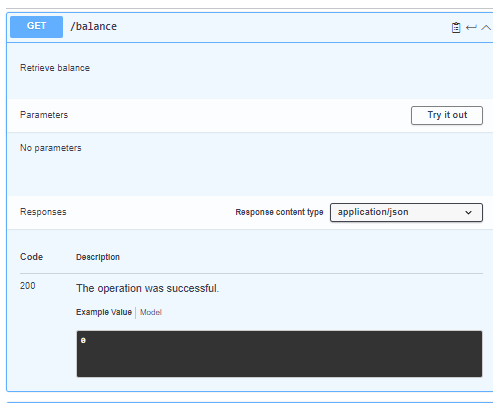 GET /balance
Retrieve balance
Parameters Try it out
No parameters
Responses Response content type application/json
Code Description
200 The operation was successful.
Example Value Model